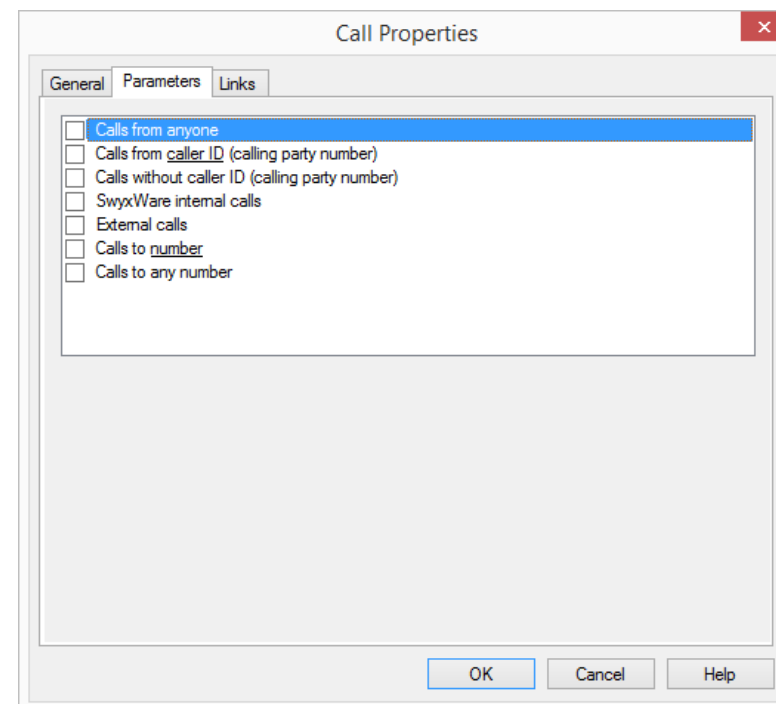 Call Properties
General Parameters Links
Calls from anyone
Calls from caller ID (calling party number)
Calls without caller ID (calling party number)
SwyxWare internal calls
External calls
Calls to number
Calls to any number
OK Cancel Help